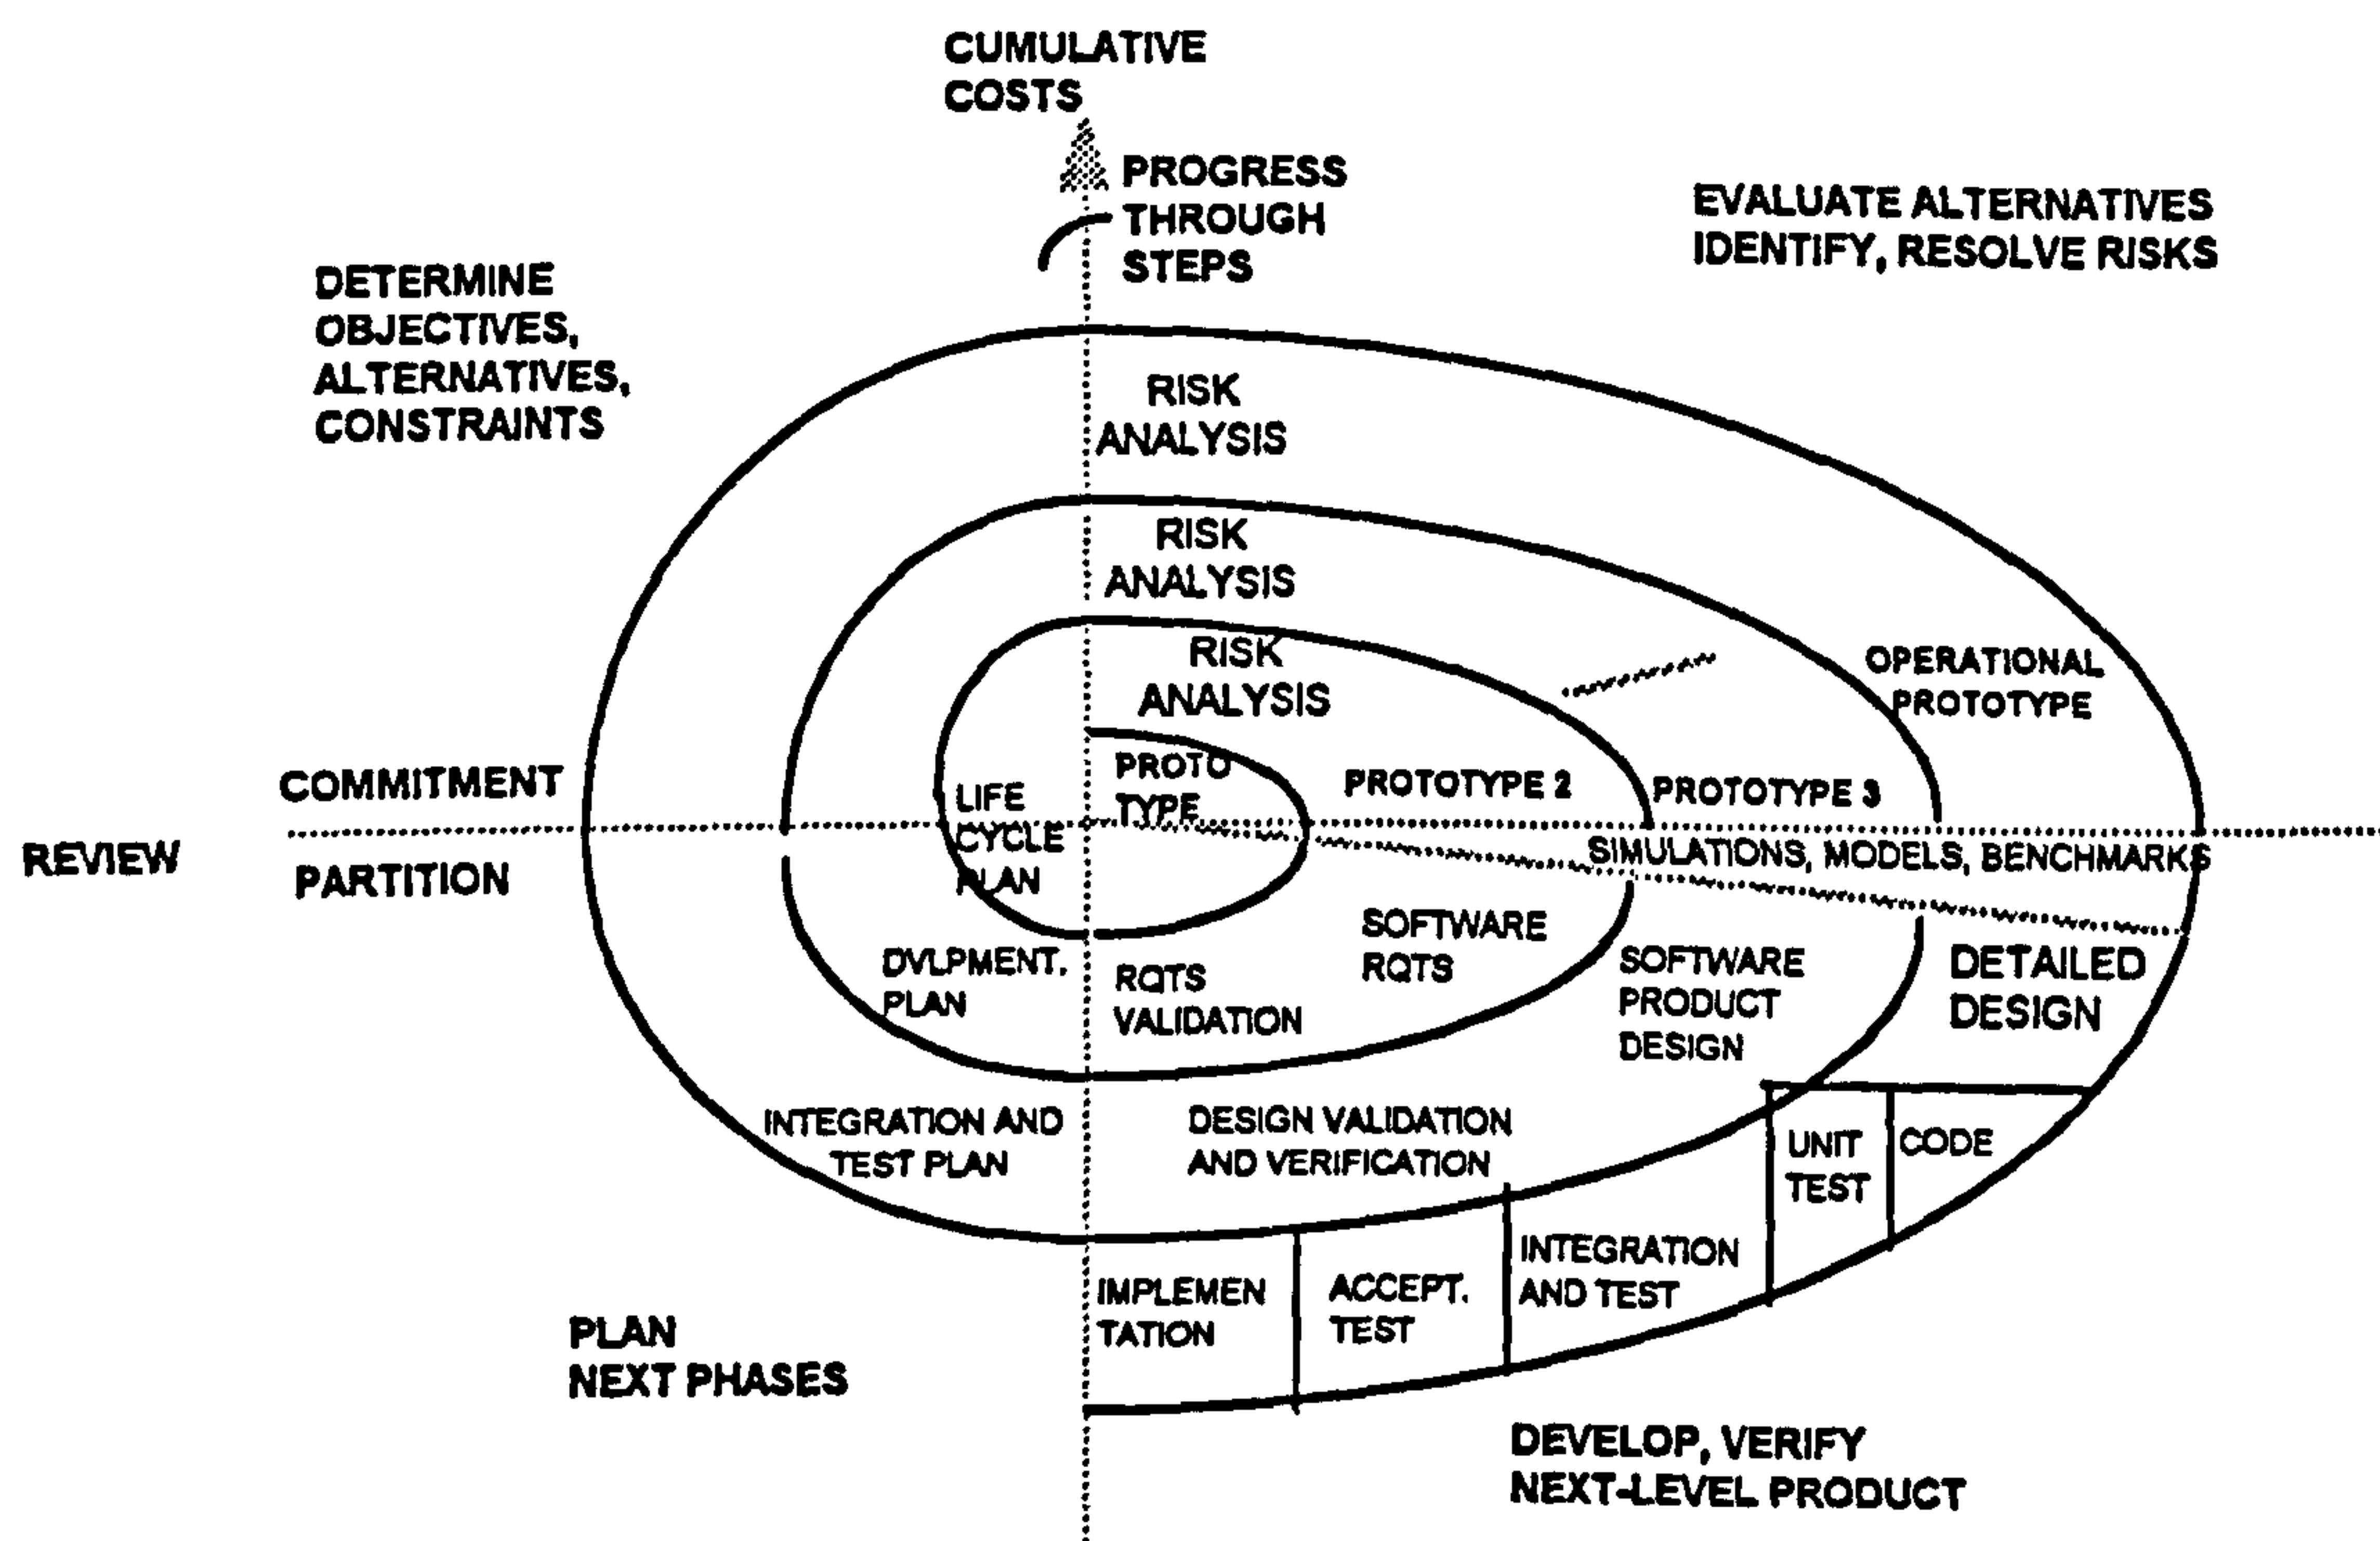 CUMULATIVE
COSTS
PROGRESS
THROUGH
STEPS
EVALUATE ALTERNATIVES
IDENTIFY, RESOLVE RISKS
DETERMINE
OBJECTIVES,
ALTERNATIVES,
CONSTRAINTS
RISK
ANALYSIS
RISK
ANALYSIS
RISK
ANALYSIS
OPERATIONAL
PROTOTYPE
PROTO
TYPE
PROTOTYPE 2
PROTOTYPE 3
COMMITMENT
REVIEW
PARTITION
LIFE
CYCLE
PLAN
SIMULATIONS, MODELS, BENCHMARKS
DVLPMENT.
PLAN
RQTS
VALIDATION
SOFTWARE
RQTS
SOFTWARE
PRODUCT
DESIGN
DETAILED
DESIGN
INTEGRATION AND
TEST PLAN
DESIGN VALIDATION
AND VERIFICATION
UNIT
TEST
CODE
INTEGRATION
AND TEST
ACCEPT.
TEST
IMPLEMEN
TATION
PLAN
NEXT PHASES
DEVELOP, VERIFY
NEXT-LEVEL PRODUCT